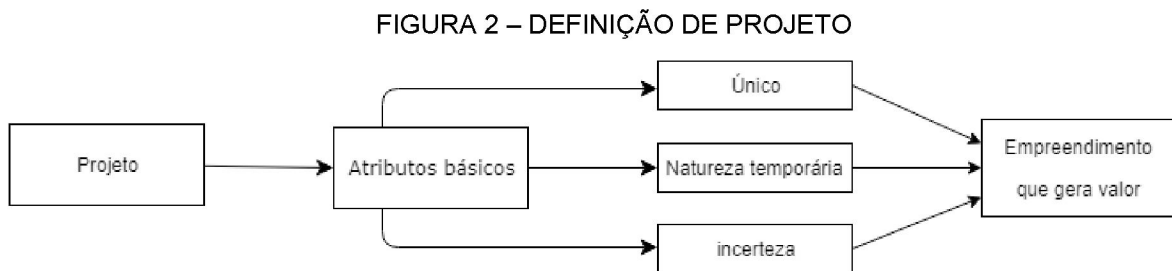 FIGURA 2 – DEFINIÇÃO DE PROJETO
Projeto
Atributos básicos
Único
Natureza temporária
incerteza
Empreendimento
que gera valor